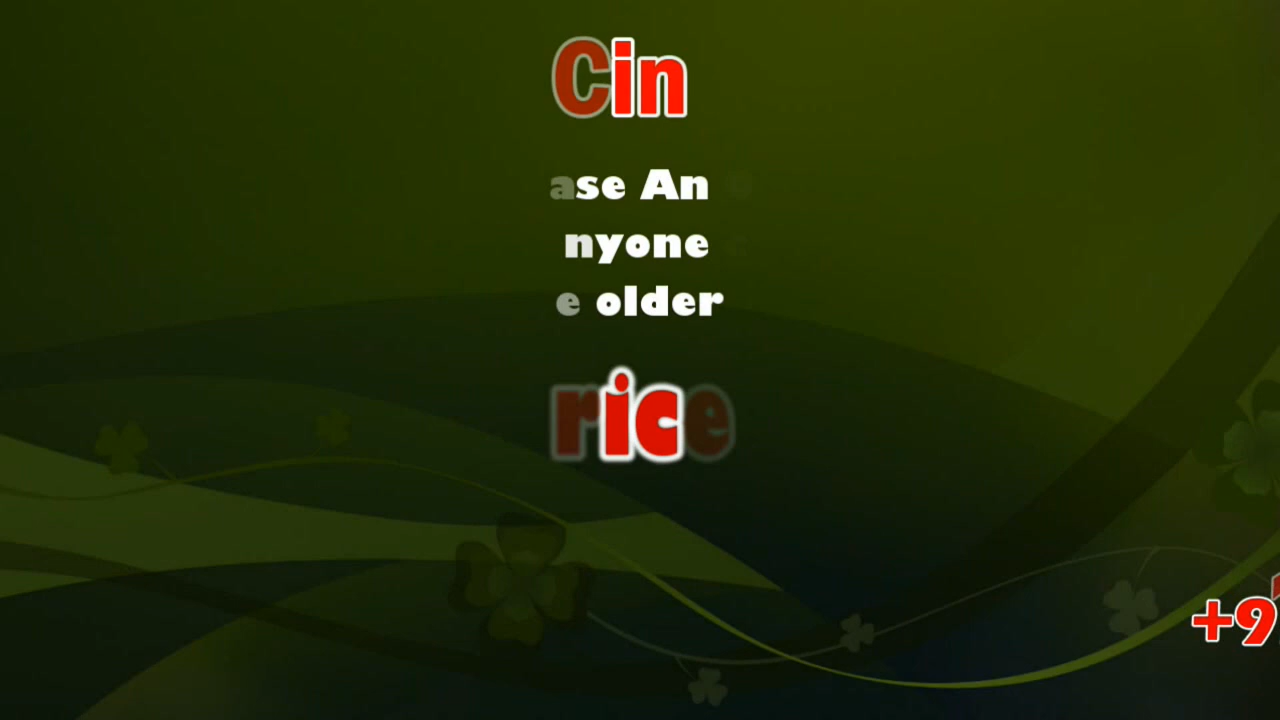 Cin
ase An
nyone
e older
rice
+9